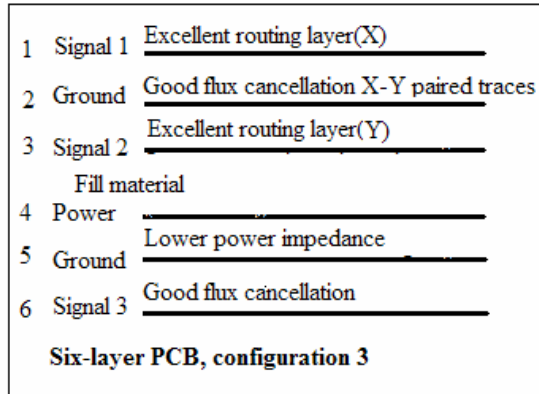 1 Signal 1 Excellent routing layer(X)
2 Ground Good flux cancellation X-Y paired traces
3 Signal 2 Excellent routing layer(Y)
Fill material
4 Power
5 Ground Lower power impedance
6 Signal 3 Good flux cancellation
Six-layer PCB, configuration 3